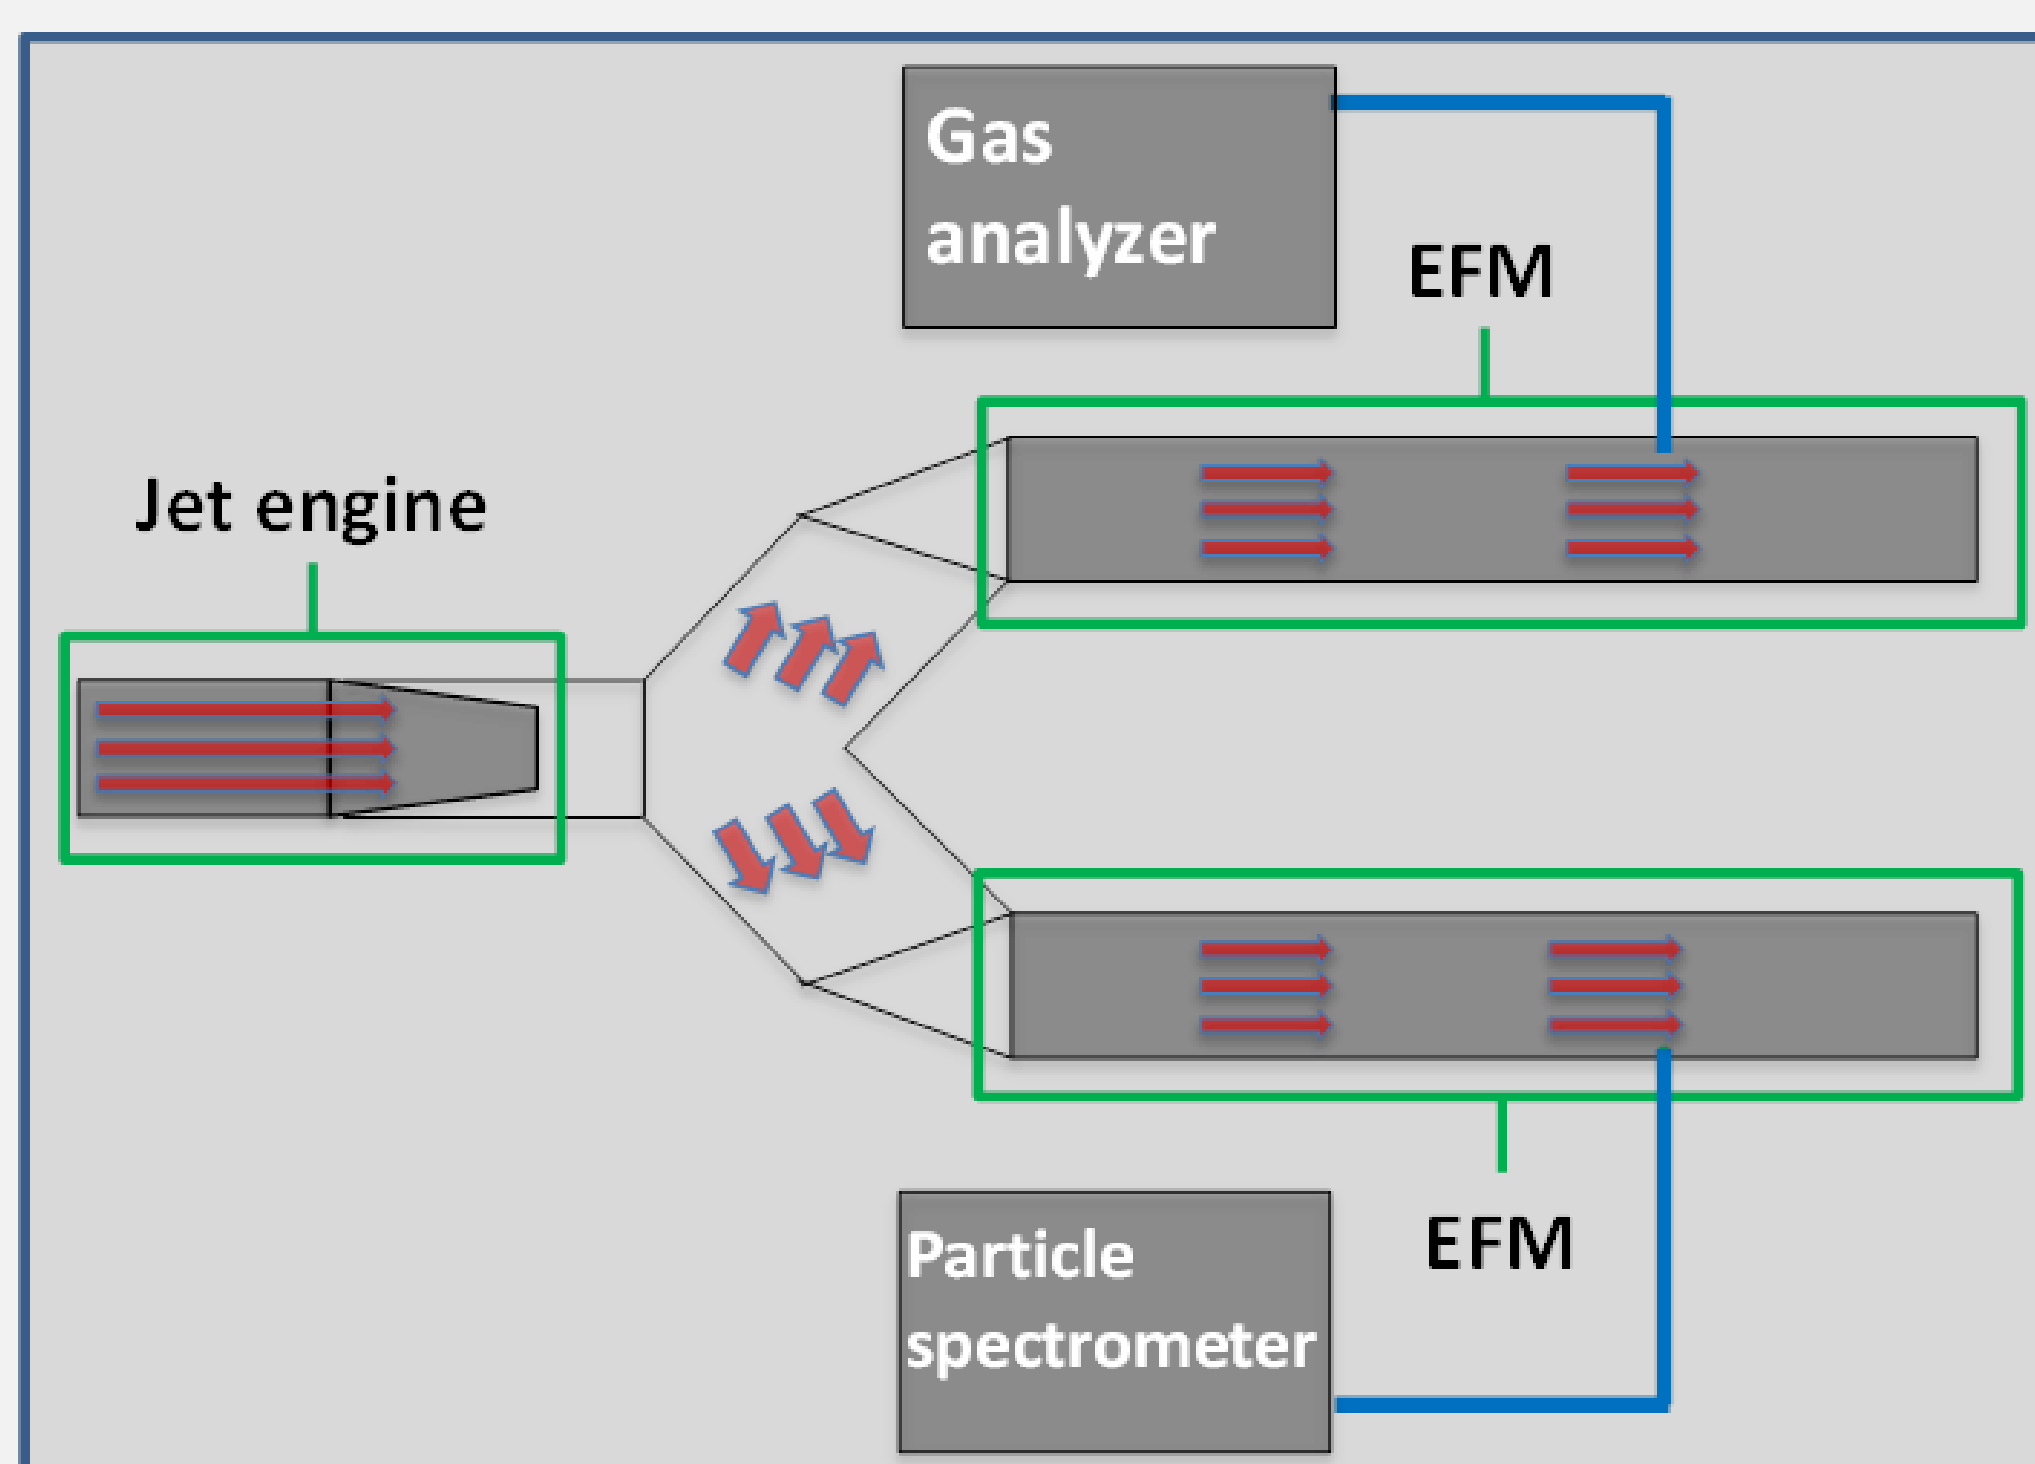 Gas
analyzer
EFM
Jet engine
EFM
Particle
spectrometer